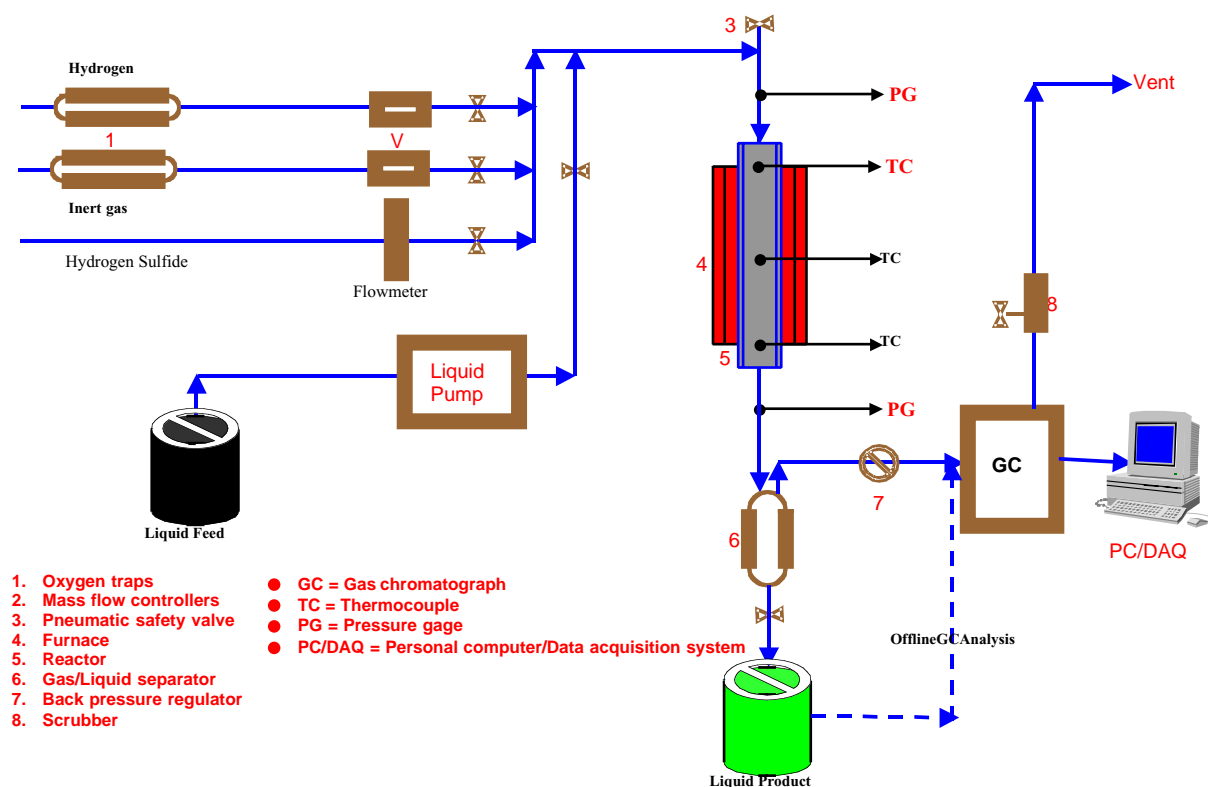 3
Hydrogen
PG
Vent
1
V
TC
Inert gas
Hydrogen Sulfide
4
TC
Flowmeter
8
5
TC
Liquid
Pump
PG
GC
7
Liquid Feed
6
PC/DAQ
1. Oxygen traps
2. Mass flow controllers
3. Pneumatic safety valve
4. Furnace
5. Reactor
6. Gas/Liquid separator
7. Back pressure regulator
8. Scrubber
● GC = Gas chromatograph
● TC = Thermocouple
● PG = Pressure gage
● PC/DAQ = Personal computer/Data acquisition system
OfflineGCAnalysis
Liquid Product